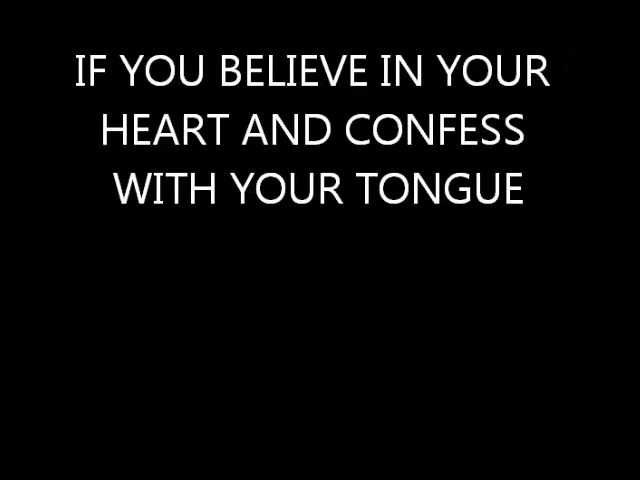 IF YOU BELIEVE IN YOUR
HEART AND CONFESS
WITH YOUR TONGUE